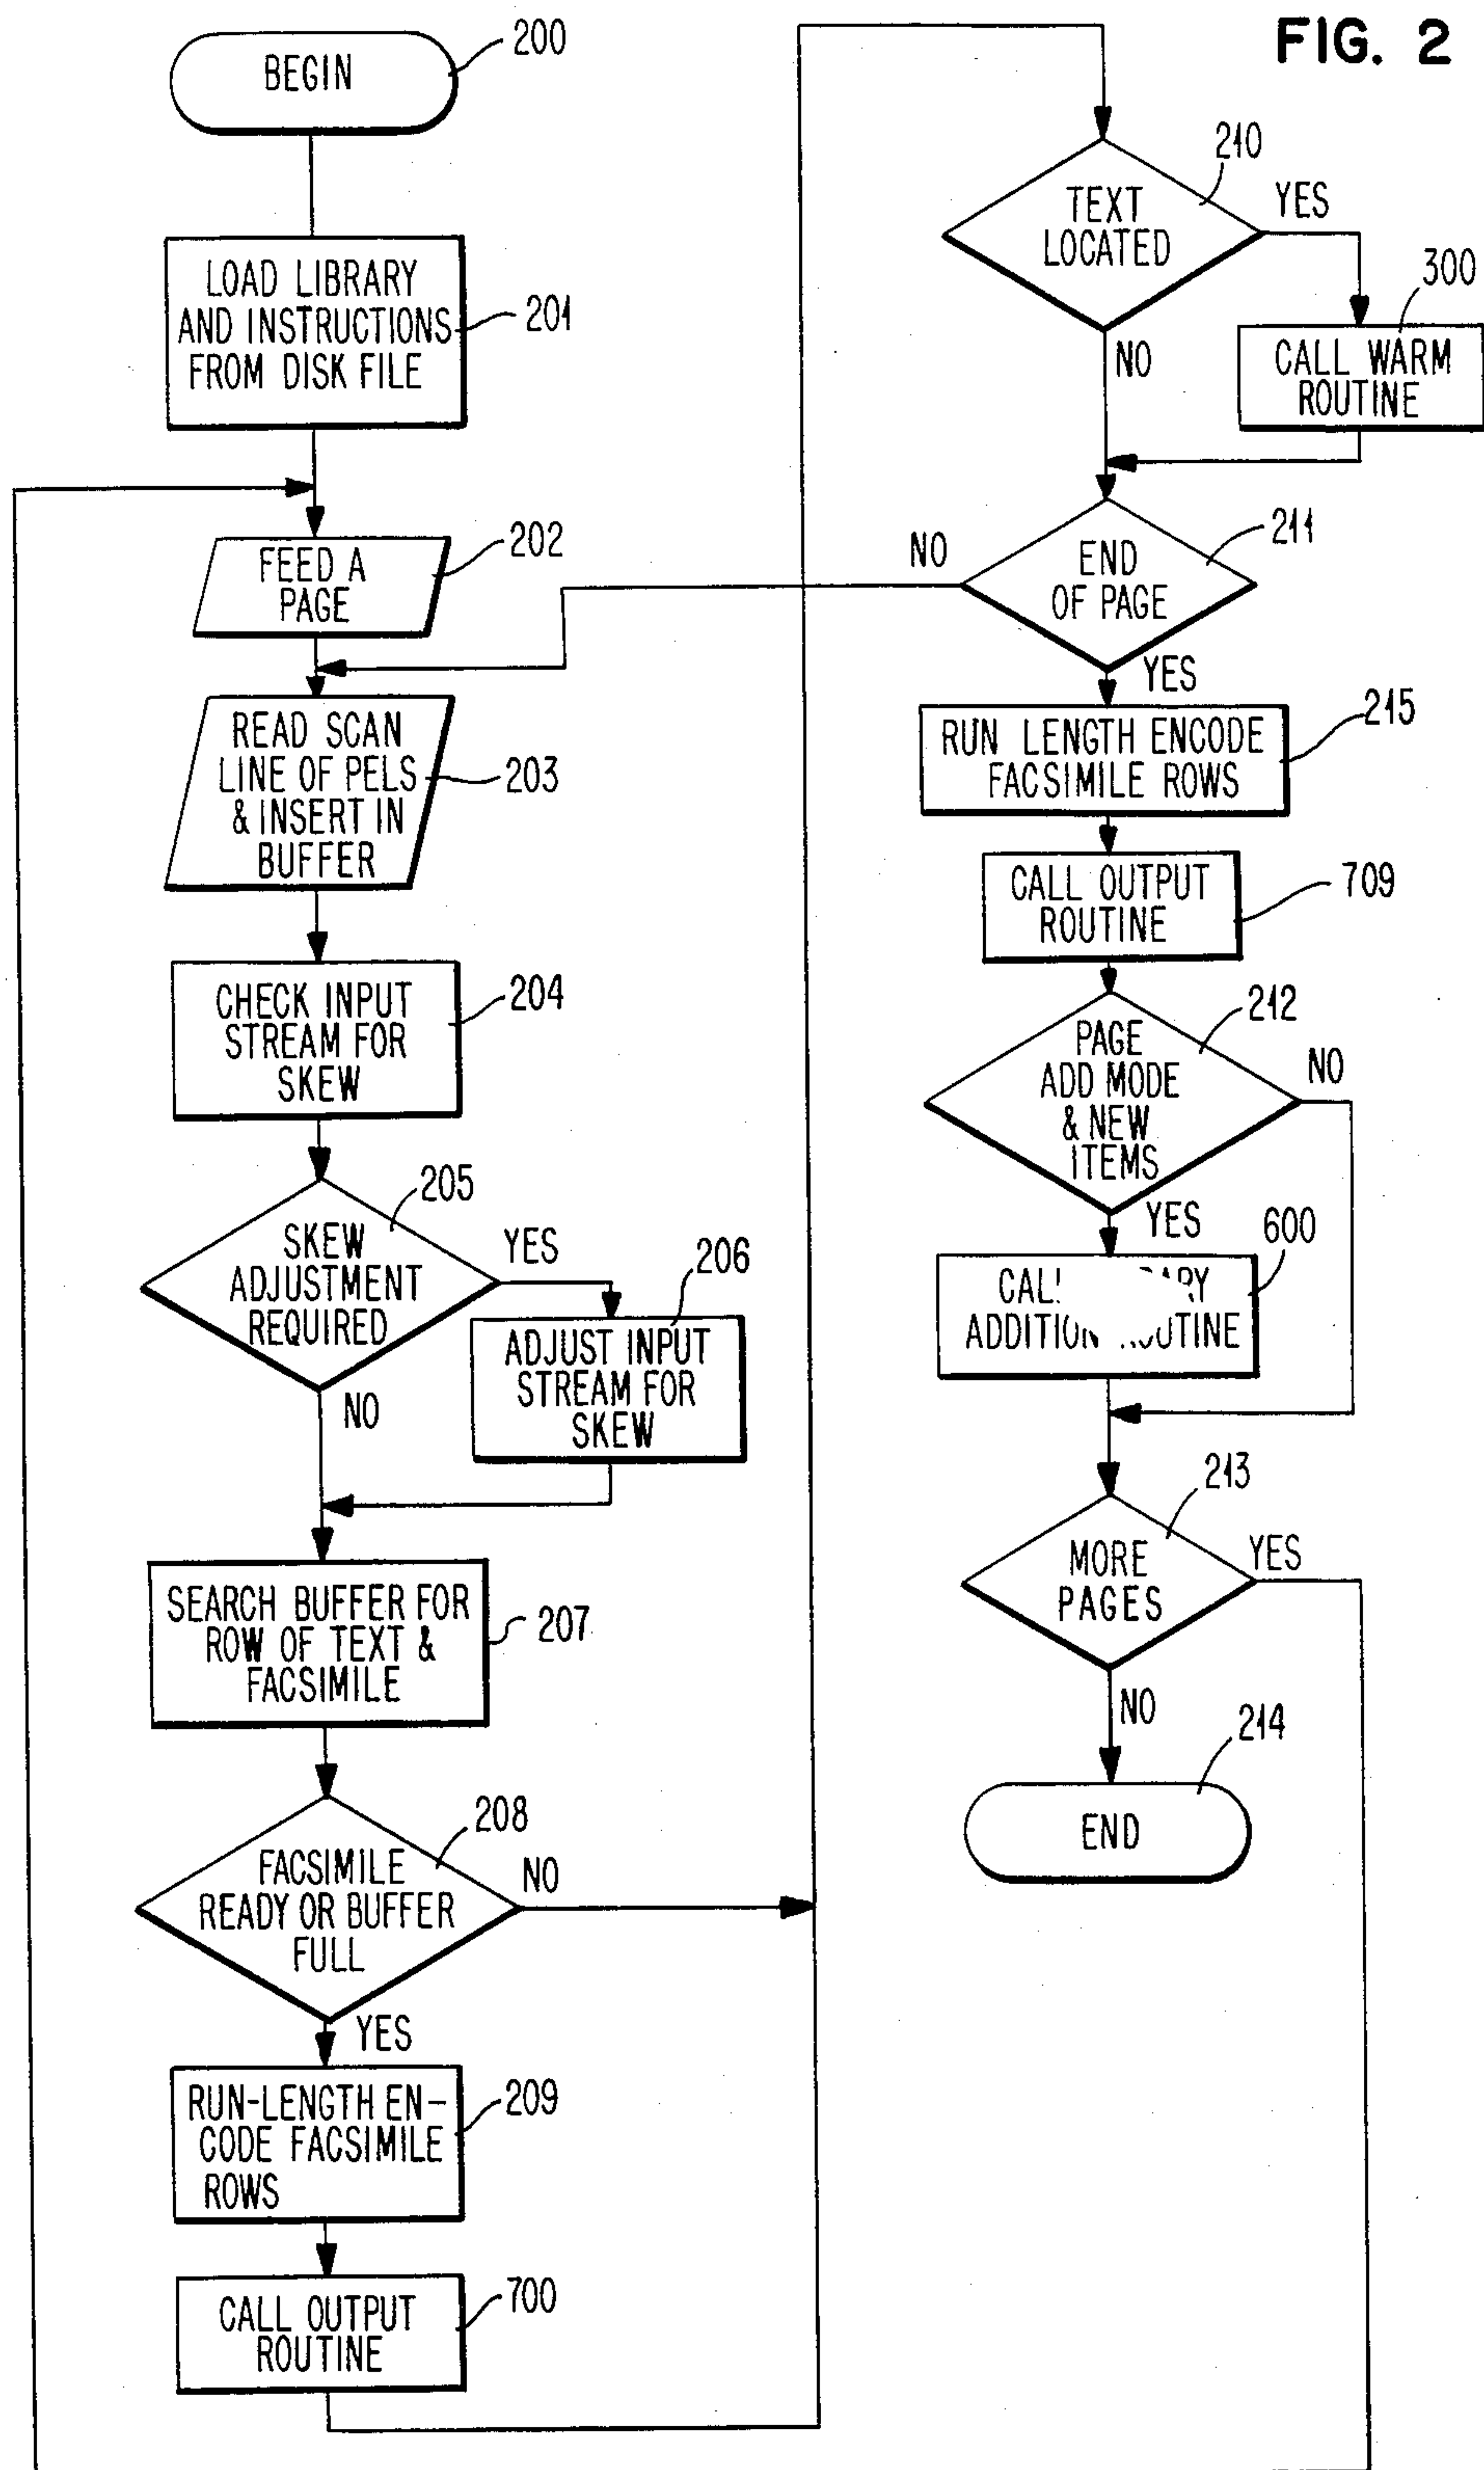 FIG. 2
BEGIN
200
LOAD LIBRARY
AND INSTRUCTIONS
FROM DISK FILE
201
FEED A
PAGE
202
READ SCAN
LINE OF PELS
& INSERT IN
BUFFER
203
CHECK INPUT
STREAM FOR
SKEW
204
SKEW
ADJUSTMENT
REQUIRED
205
YES
NO
ADJUST INPUT
STREAM FOR
SKEW
206
SEARCH BUFFER FOR
ROW OF TEXT &
FACSIMILE
207
FACSIMILE
READY OR BUFFER
FULL
208
NO
YES
RUN-LENGTH EN-
CODE FACSIMILE
ROWS
209
CALL OUTPUT
ROUTINE
700
TEXT
LOCATED
210
YES
NO
CALL WARM
ROUTINE
300
END
OF PAGE
211
NO
YES
RUN LENGTH ENCODE
FACSIMILE ROWS
215
CALL OUTPUT
ROUTINE
709
PAGE
ADD MODE
& NEW
ITEMS
212
NO
YES
600
MORE
PAGES
213
YES
NO
END
214